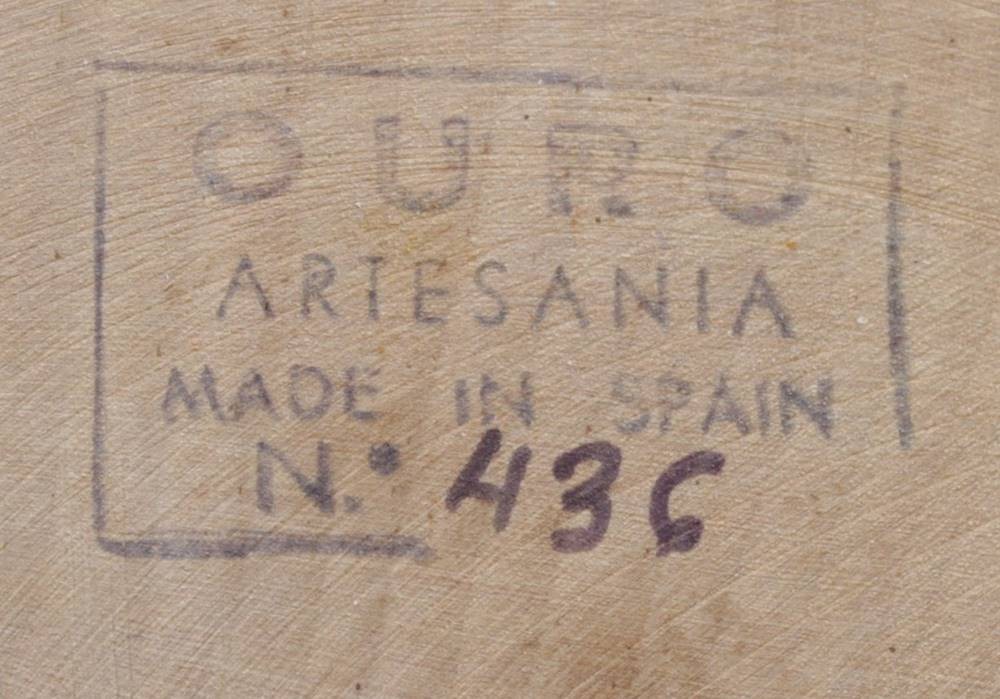 OURO
ARTESANIA
MADE IN SPAIN
N.º 436